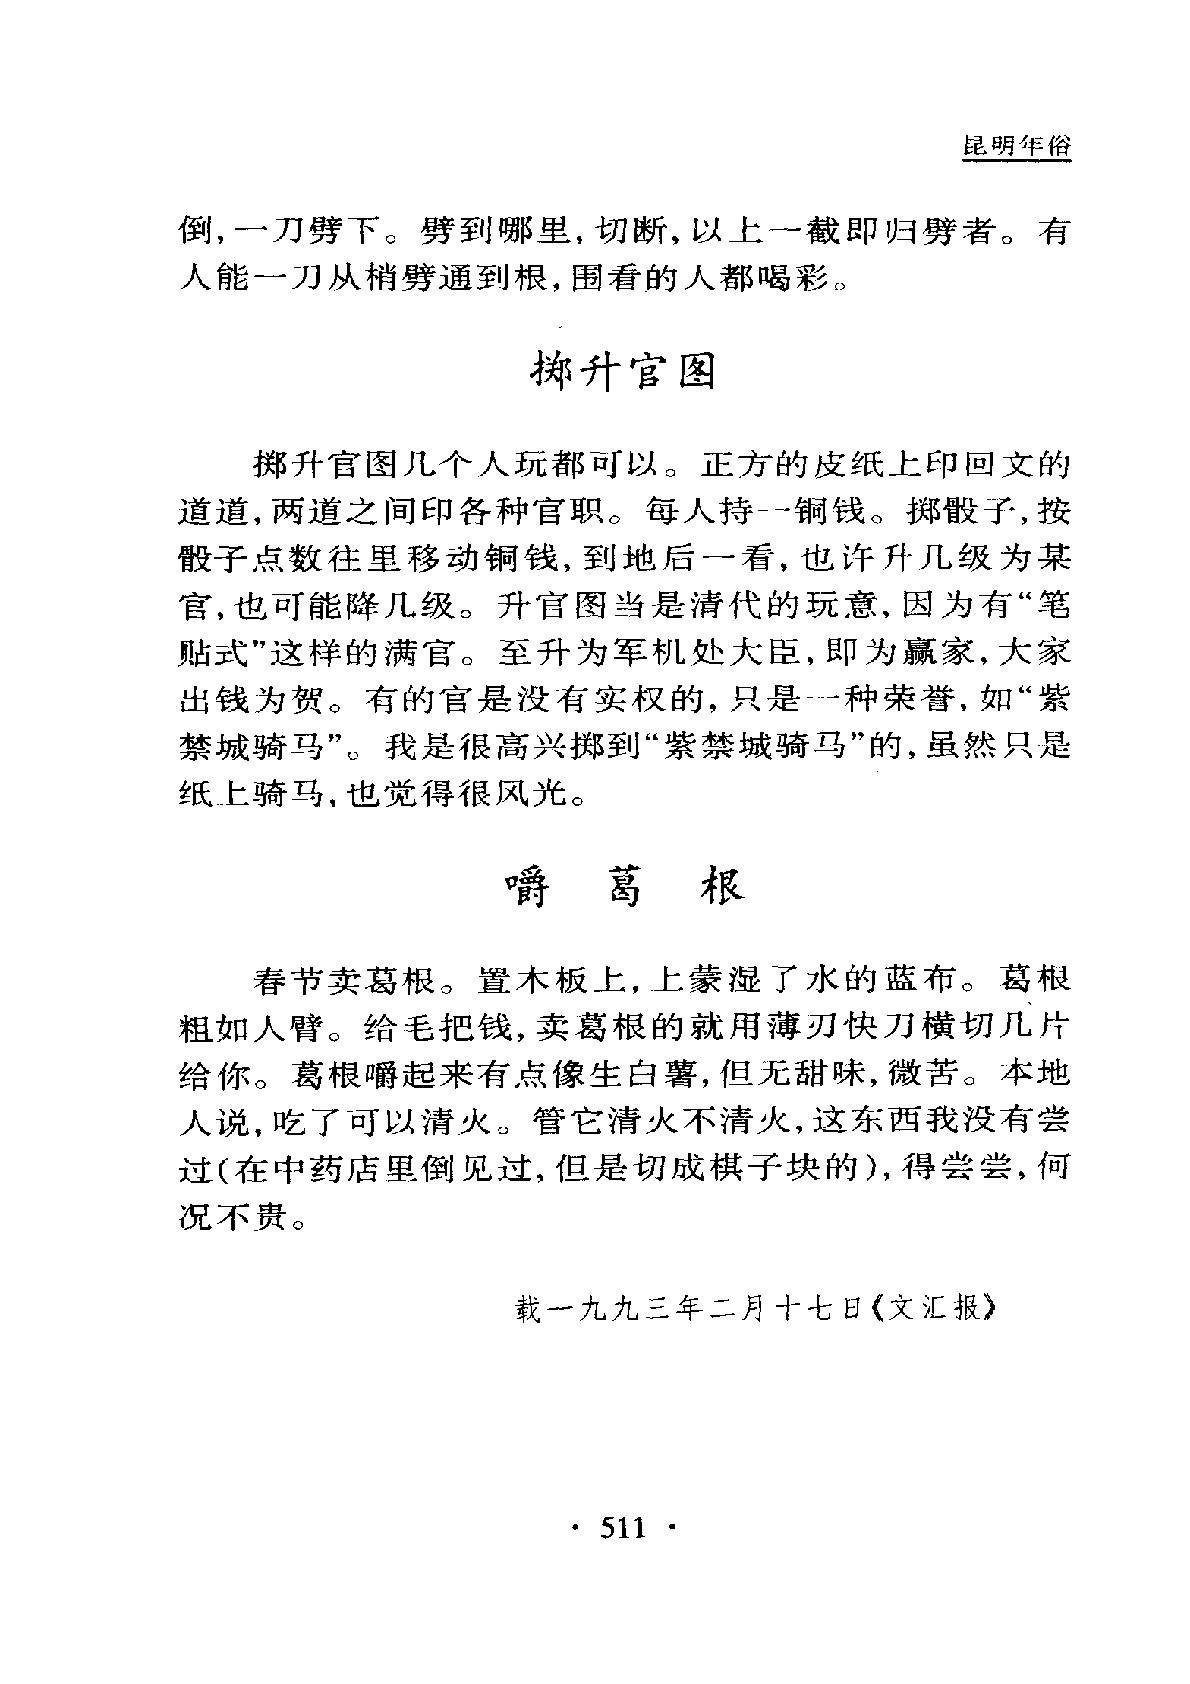 昆明年俗
倒,一刀劈下。劈到哪里,切断,以上一截即归劈者。有
人能一刀从梢劈通到根,围看的人都喝彩。
掷升官图
掷升官图几个人玩都可以。正方的皮纸上印回文的
道道,两道之间印各种官职。每人持一铜钱。掷骰子,按
骰子点数往里移动铜钱,到地后一看,也许升几级为某
官,也可能降几级。升官图当是清代的玩意,因为有“笔
贴式”这样的满官。至升为军机处大臣,即为赢家,大家
出钱为贺。有的官是没有实权的,只是一种荣誉,如“紫
禁城骑马”。我是很高兴掷到“紫禁城骑马”的,虽然只是
纸上骑马,也觉得很风光。
嚼 葛 根
春节卖葛根。置木板上,上蒙湿了水的蓝布。葛根
粗如人臂。给毛把钱,卖葛根的就用薄刃快刀横切几片
给你。葛根嚼起来有点像生白薯,但无甜味,微苦。本地
人说,吃了可以清火。管它清火不清火,这东西我没有尝
过(在中药店里倒见过,但是切成棋子块的),得尝尝,何
况不贵。
载一九九三年二月十七日《文汇报》
· 511 ·